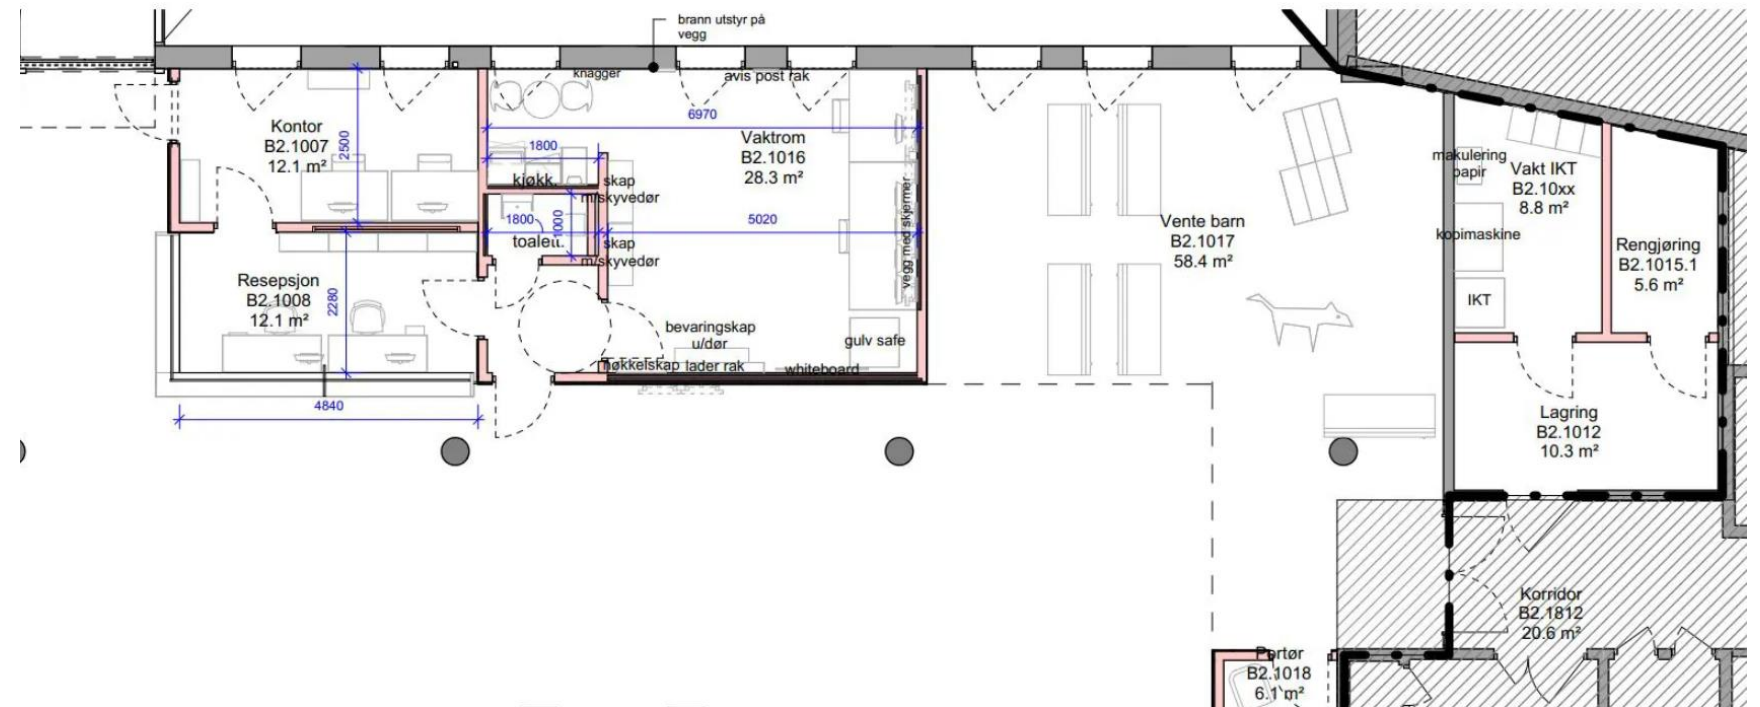 brann utstyr på
vegg
knagger
avis post rak
6970
Kontor
B2.1007
12.1 m²
2500
1800
Vaktrom
B2.1016
28.3 m²
kjøkk.
skap
m/skyvedør
1800
1000
toalett.
5020
skap
m/skyvedør
vegg med skjermer
Resepsjon
B2.1008
12.1 m²
2280
bevaringskap
u/dør
gulv safe
nøkkelskap
lader rak
whiteboard
4840
Vente barn
B2.1017
58.4 m²
makulering
papir
Vakt IKT
B2.10xx
8.8 m²
kopimaskine
IKT
Rengjøring
B2.1015.1
5.6 m²
Lagring
B2.1012
10.3 m²
Korridor
B2.1812
20.6 m²
Portør
B2.1018
6.1 m²